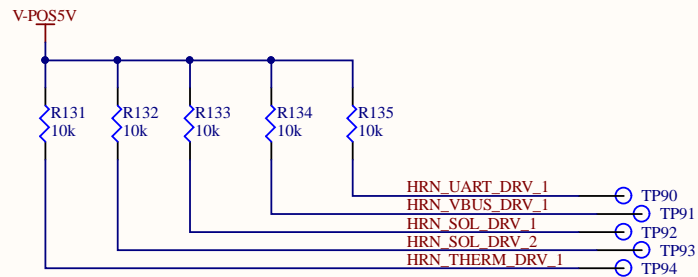 V-POS5V
R131 R132 R133 R134 R135
10k 10k 10k 10k 10k
HRN_UART_DRV_1 TP90
HRN_VBUS_DRV_1 TP91
HRN_SOL_DRV_1 TP92
HRN_SOL_DRV_2 TP93
HRN_THERM_DRV_1 TP94